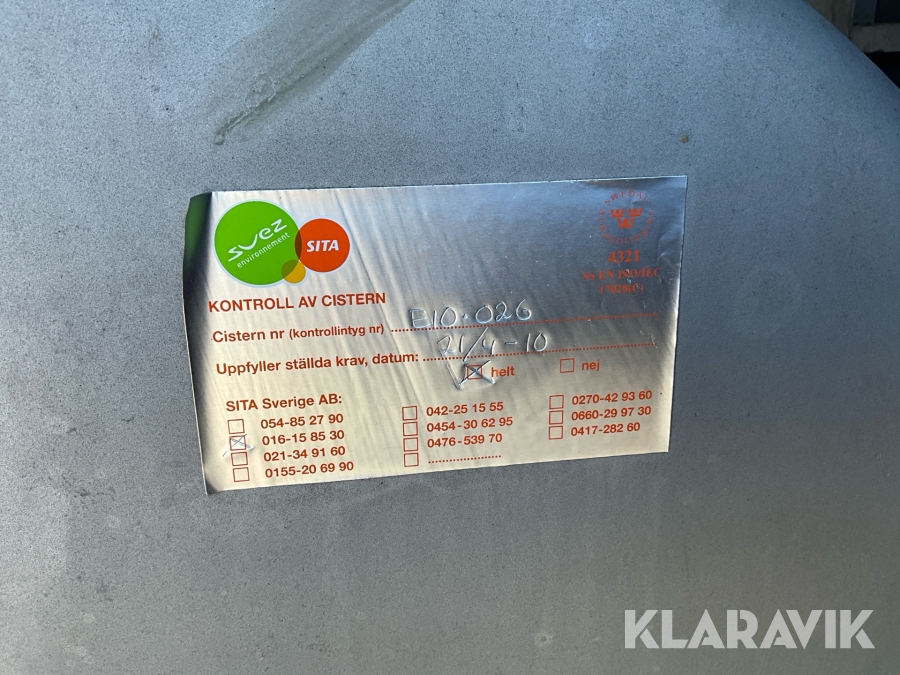 svez
environnement
SITA
4321
KONTROLL AV CISTERN
Cistern nr (kontrollintyg nr) E10.026
Uppfyller ställda krav, datum: 21/4-10
helt
nej
SITA Sverige AB:
054-85 27 90
016-15 85 30
021-34 91 60
0155-20 69 90
042-25 15 55
0454-30 62 95
0476-539 70
0270-42 93 60
0660-29 97 30
0417-282 60
KLARAVIK